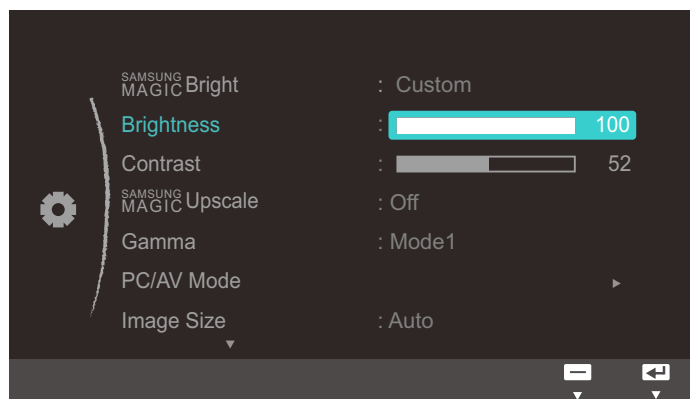 SAMSUNG MAGIC Bright : Custom
Brightness : 100
Contrast : 52
SAMSUNG MAGIC Upscale : Off
Gamma : Mode1
PC/AV Mode
Image Size : Auto